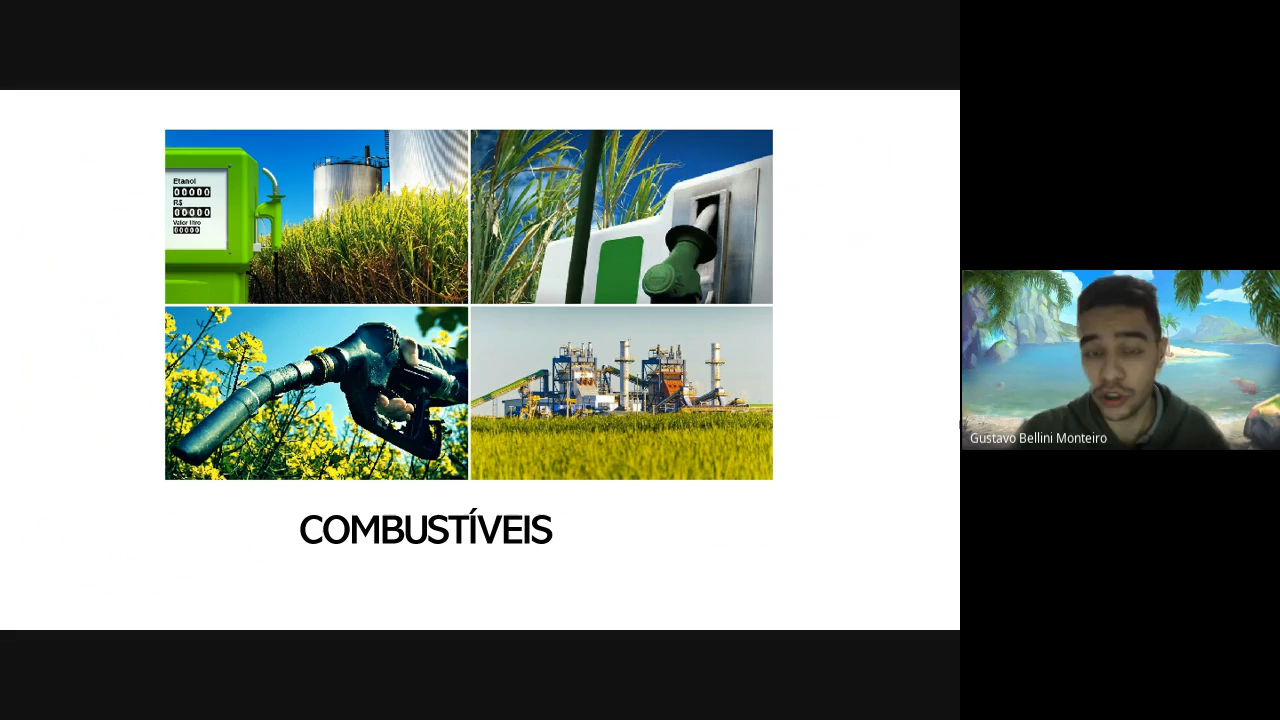 Etanol
00000
R$
00000
Valor litro
00000
COMBUSTÍVEIS
Gustavo Bellini Monteiro